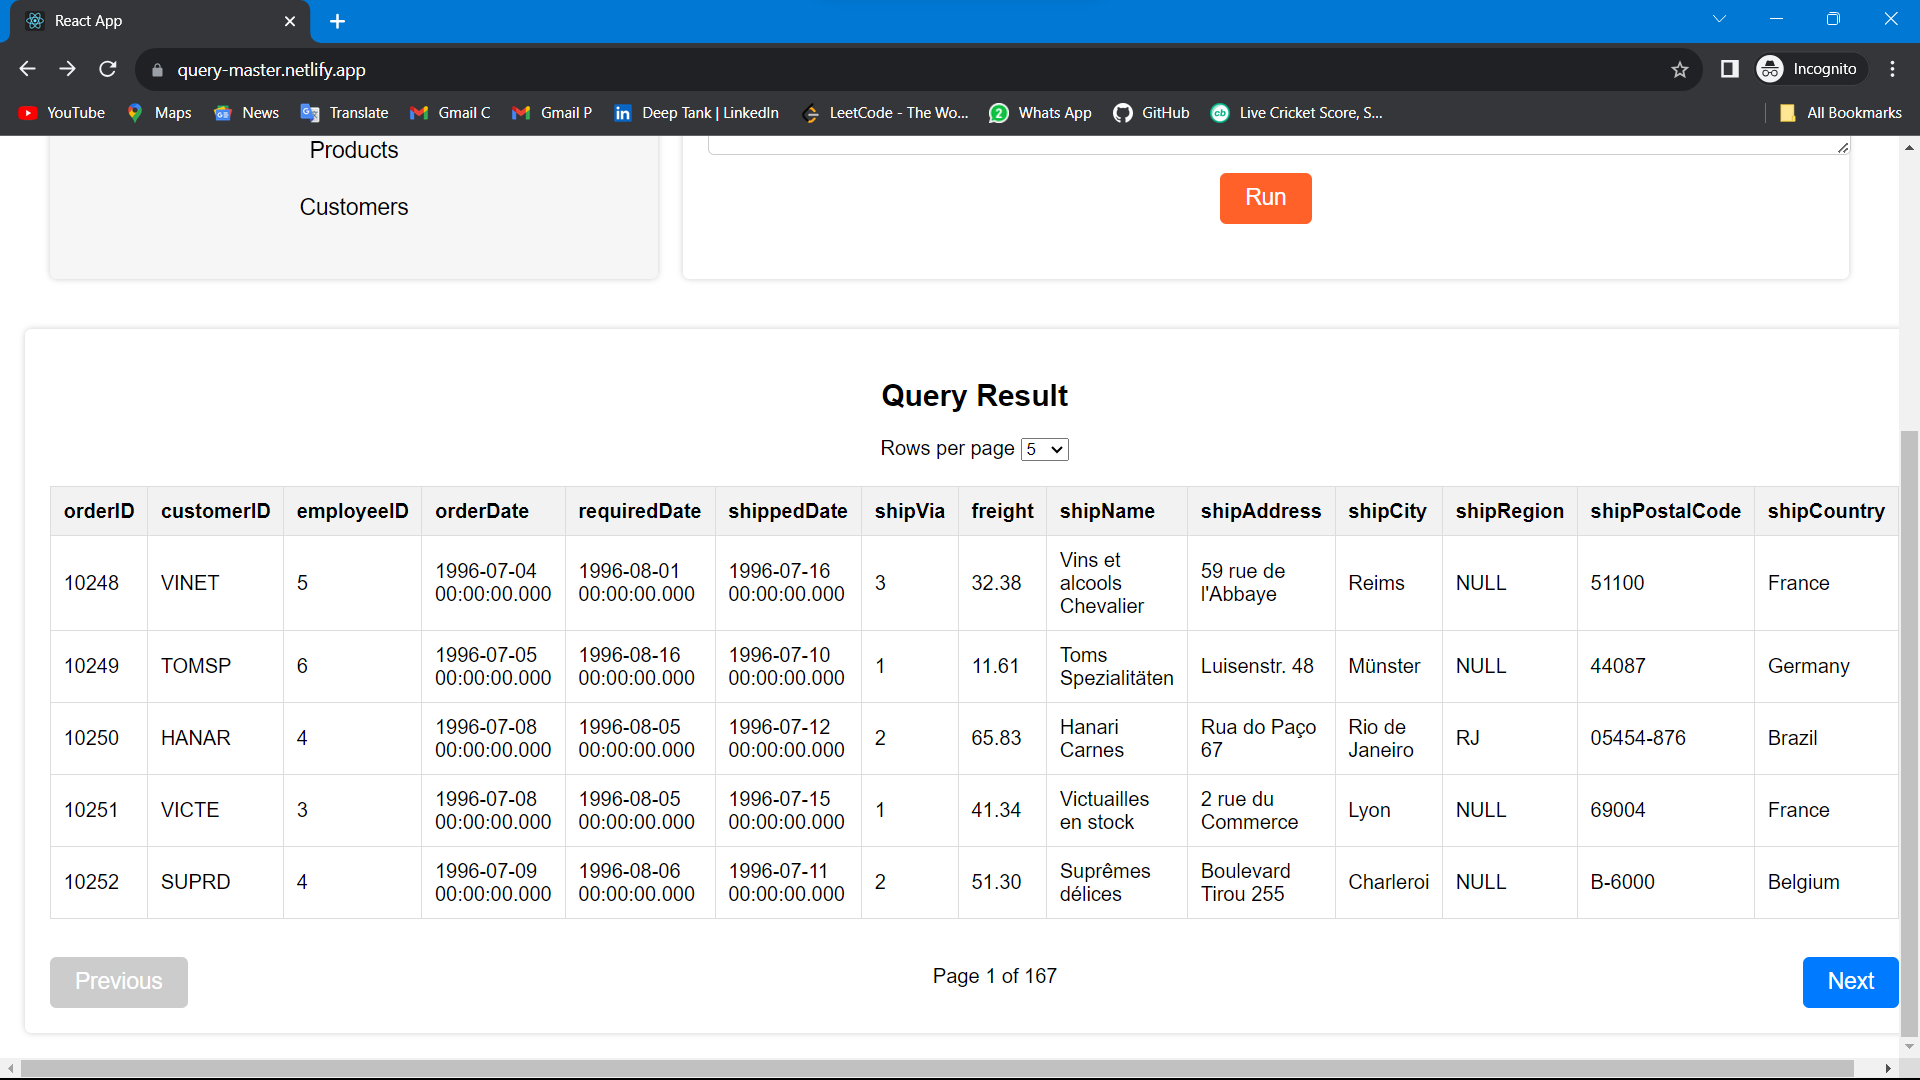 React App
query-master.netlify.app
Incognito
YouTube Maps News Translate Gmail C Gmail P Deep Tank | LinkedIn LeetCode - The Wo... 2 Whats App GitHub cb Live Cricket Score, S... All Bookmarks
Products
Customers
Run
Query Result
Rows per page 5
orderID customerID employeeID orderDate requiredDate shippedDate shipVia freight shipName shipAddress shipCity shipRegion shipPostalCode shipCountry
10248 VINET 5 1996-07-04 00:00:00.000 1996-08-01 00:00:00.000 1996-07-16 00:00:00.000 3 32.38 Vins et alcools Chevalier 59 rue de l'Abbaye Reims NULL 51100 France
10249 TOMSP 6 1996-07-05 00:00:00.000 1996-08-16 00:00:00.000 1996-07-10 00:00:00.000 1 11.61 Toms Spezialitäten Luisenstr. 48 Münster NULL 44087 Germany
10250 HANAR 4 1996-07-08 00:00:00.000 1996-08-05 00:00:00.000 1996-07-12 00:00:00.000 2 65.83 Hanari Carnes Rua do Paço 67 Rio de Janeiro RJ 05454-876 Brazil
10251 VICTE 3 1996-07-08 00:00:00.000 1996-08-05 00:00:00.000 1996-07-15 00:00:00.000 1 41.34 Victuailles en stock 2 rue du Commerce Lyon NULL 69004 France
10252 SUPRD 4 1996-07-09 00:00:00.000 1996-08-06 00:00:00.000 1996-07-11 00:00:00.000 2 51.30 Suprêmes délices Boulevard Tirou 255 Charleroi NULL B-6000 Belgium
Previous
Page 1 of 167
Next